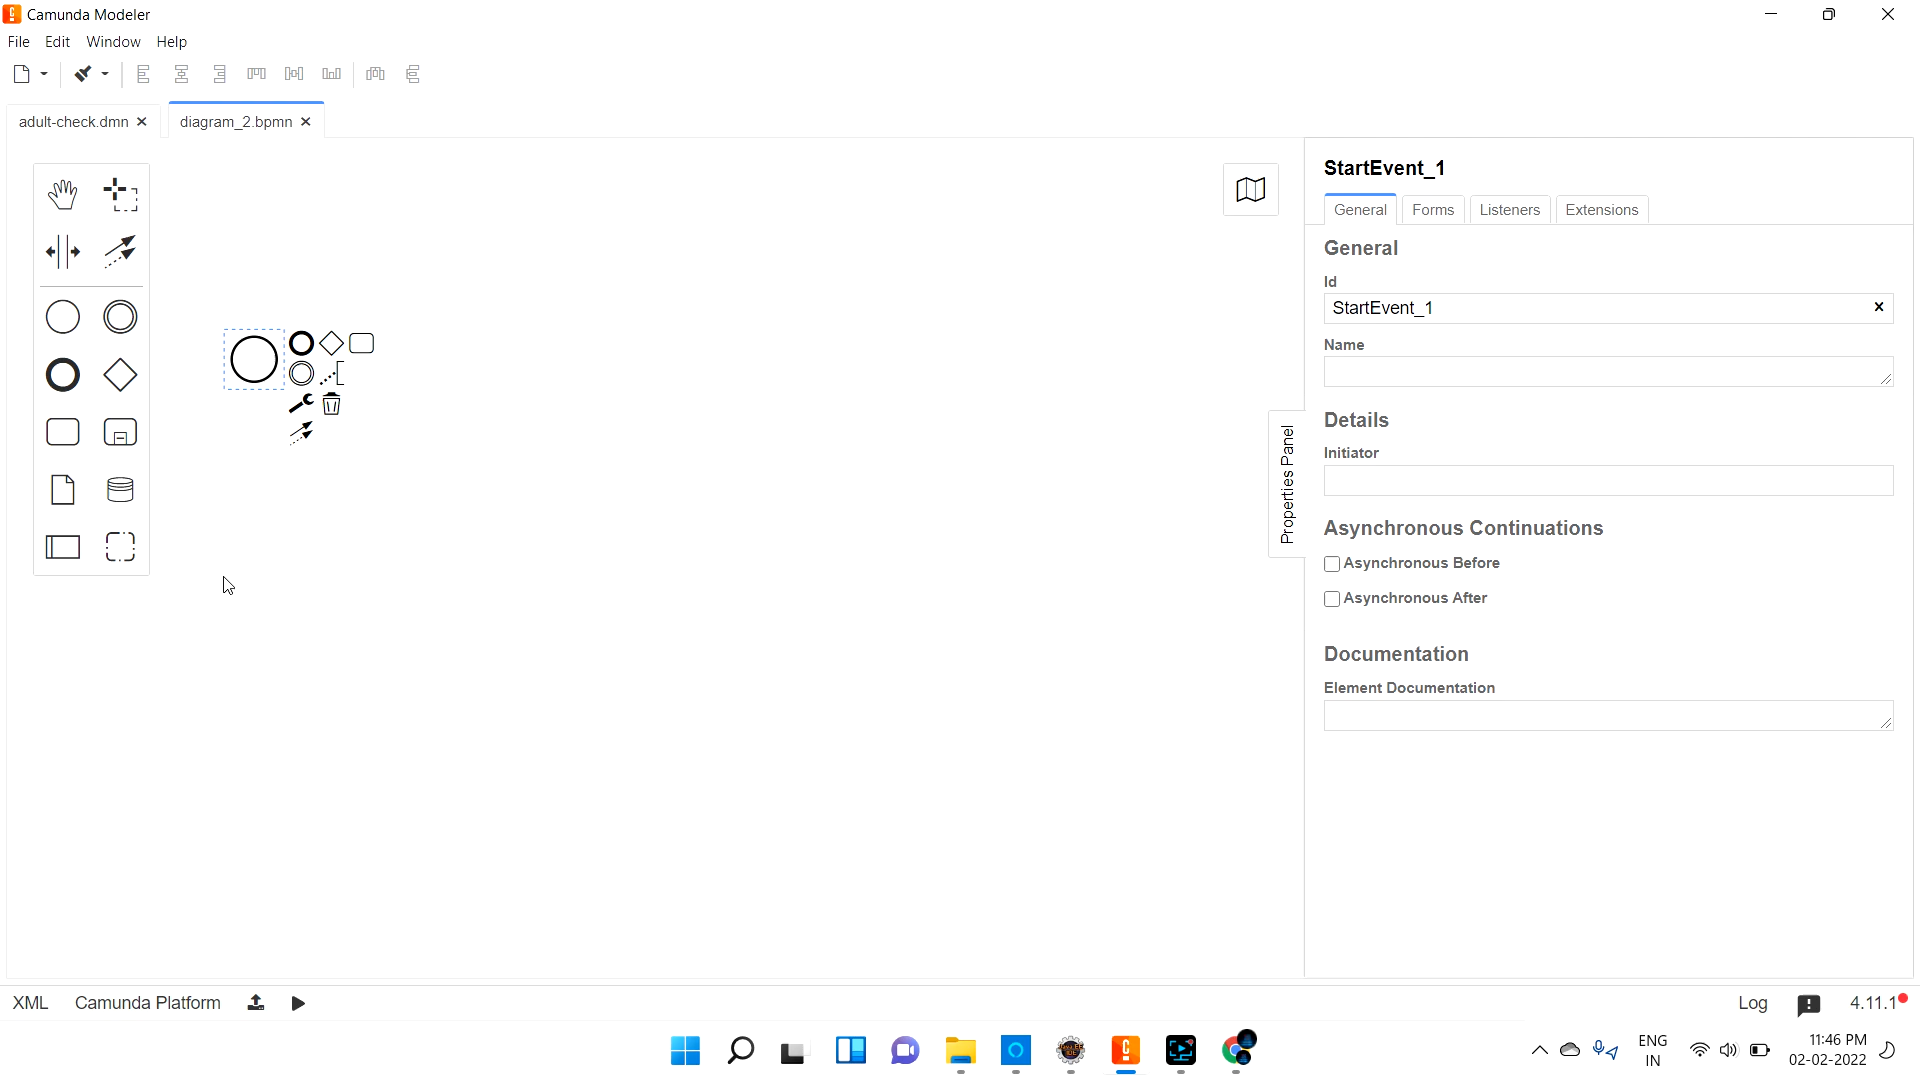 Camunda Modeler
File Edit Window Help
adult-check.dmn
diagram_2.bpmn
StartEvent_1
General Forms Listeners Extensions
General
Id
StartEvent_1
Name
Details
Initiator
Properties Panel
Asynchronous Continuations
Asynchronous Before
Asynchronous After
Documentation
Element Documentation
XML Camunda Platform
Log 4.11.1
ENG
IN
11:46 PM
02-02-2022